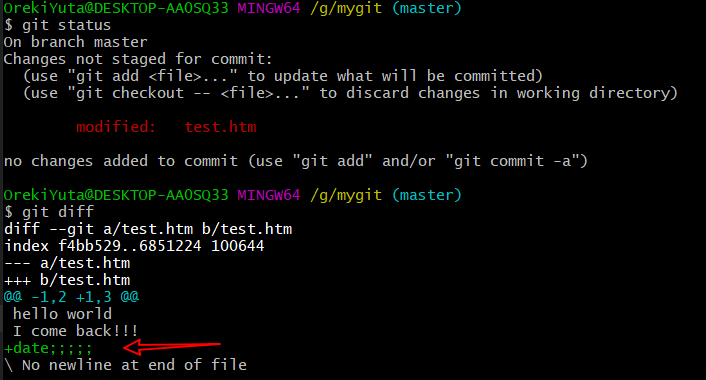 OrekiYuta@DESKTOP-AA0SQ33 MINGW64 /g/mygit (master)
$ git status
On branch master
Changes not staged for commit:
  (use "git add <file>..." to update what will be committed)
  (use "git checkout -- <file>..." to discard changes in working directory)

        modified:   test.htm

no changes added to commit (use "git add" and/or "git commit -a")

OrekiYuta@DESKTOP-AA0SQ33 MINGW64 /g/mygit (master)
$ git diff
diff --git a/test.htm b/test.htm
index f4bb529..6851224 100644
--- a/test.htm
+++ b/test.htm
@@ -1,2 +1,3 @@
 hello world
 I come back!!!
+date;;;;;
\ No newline at end of file